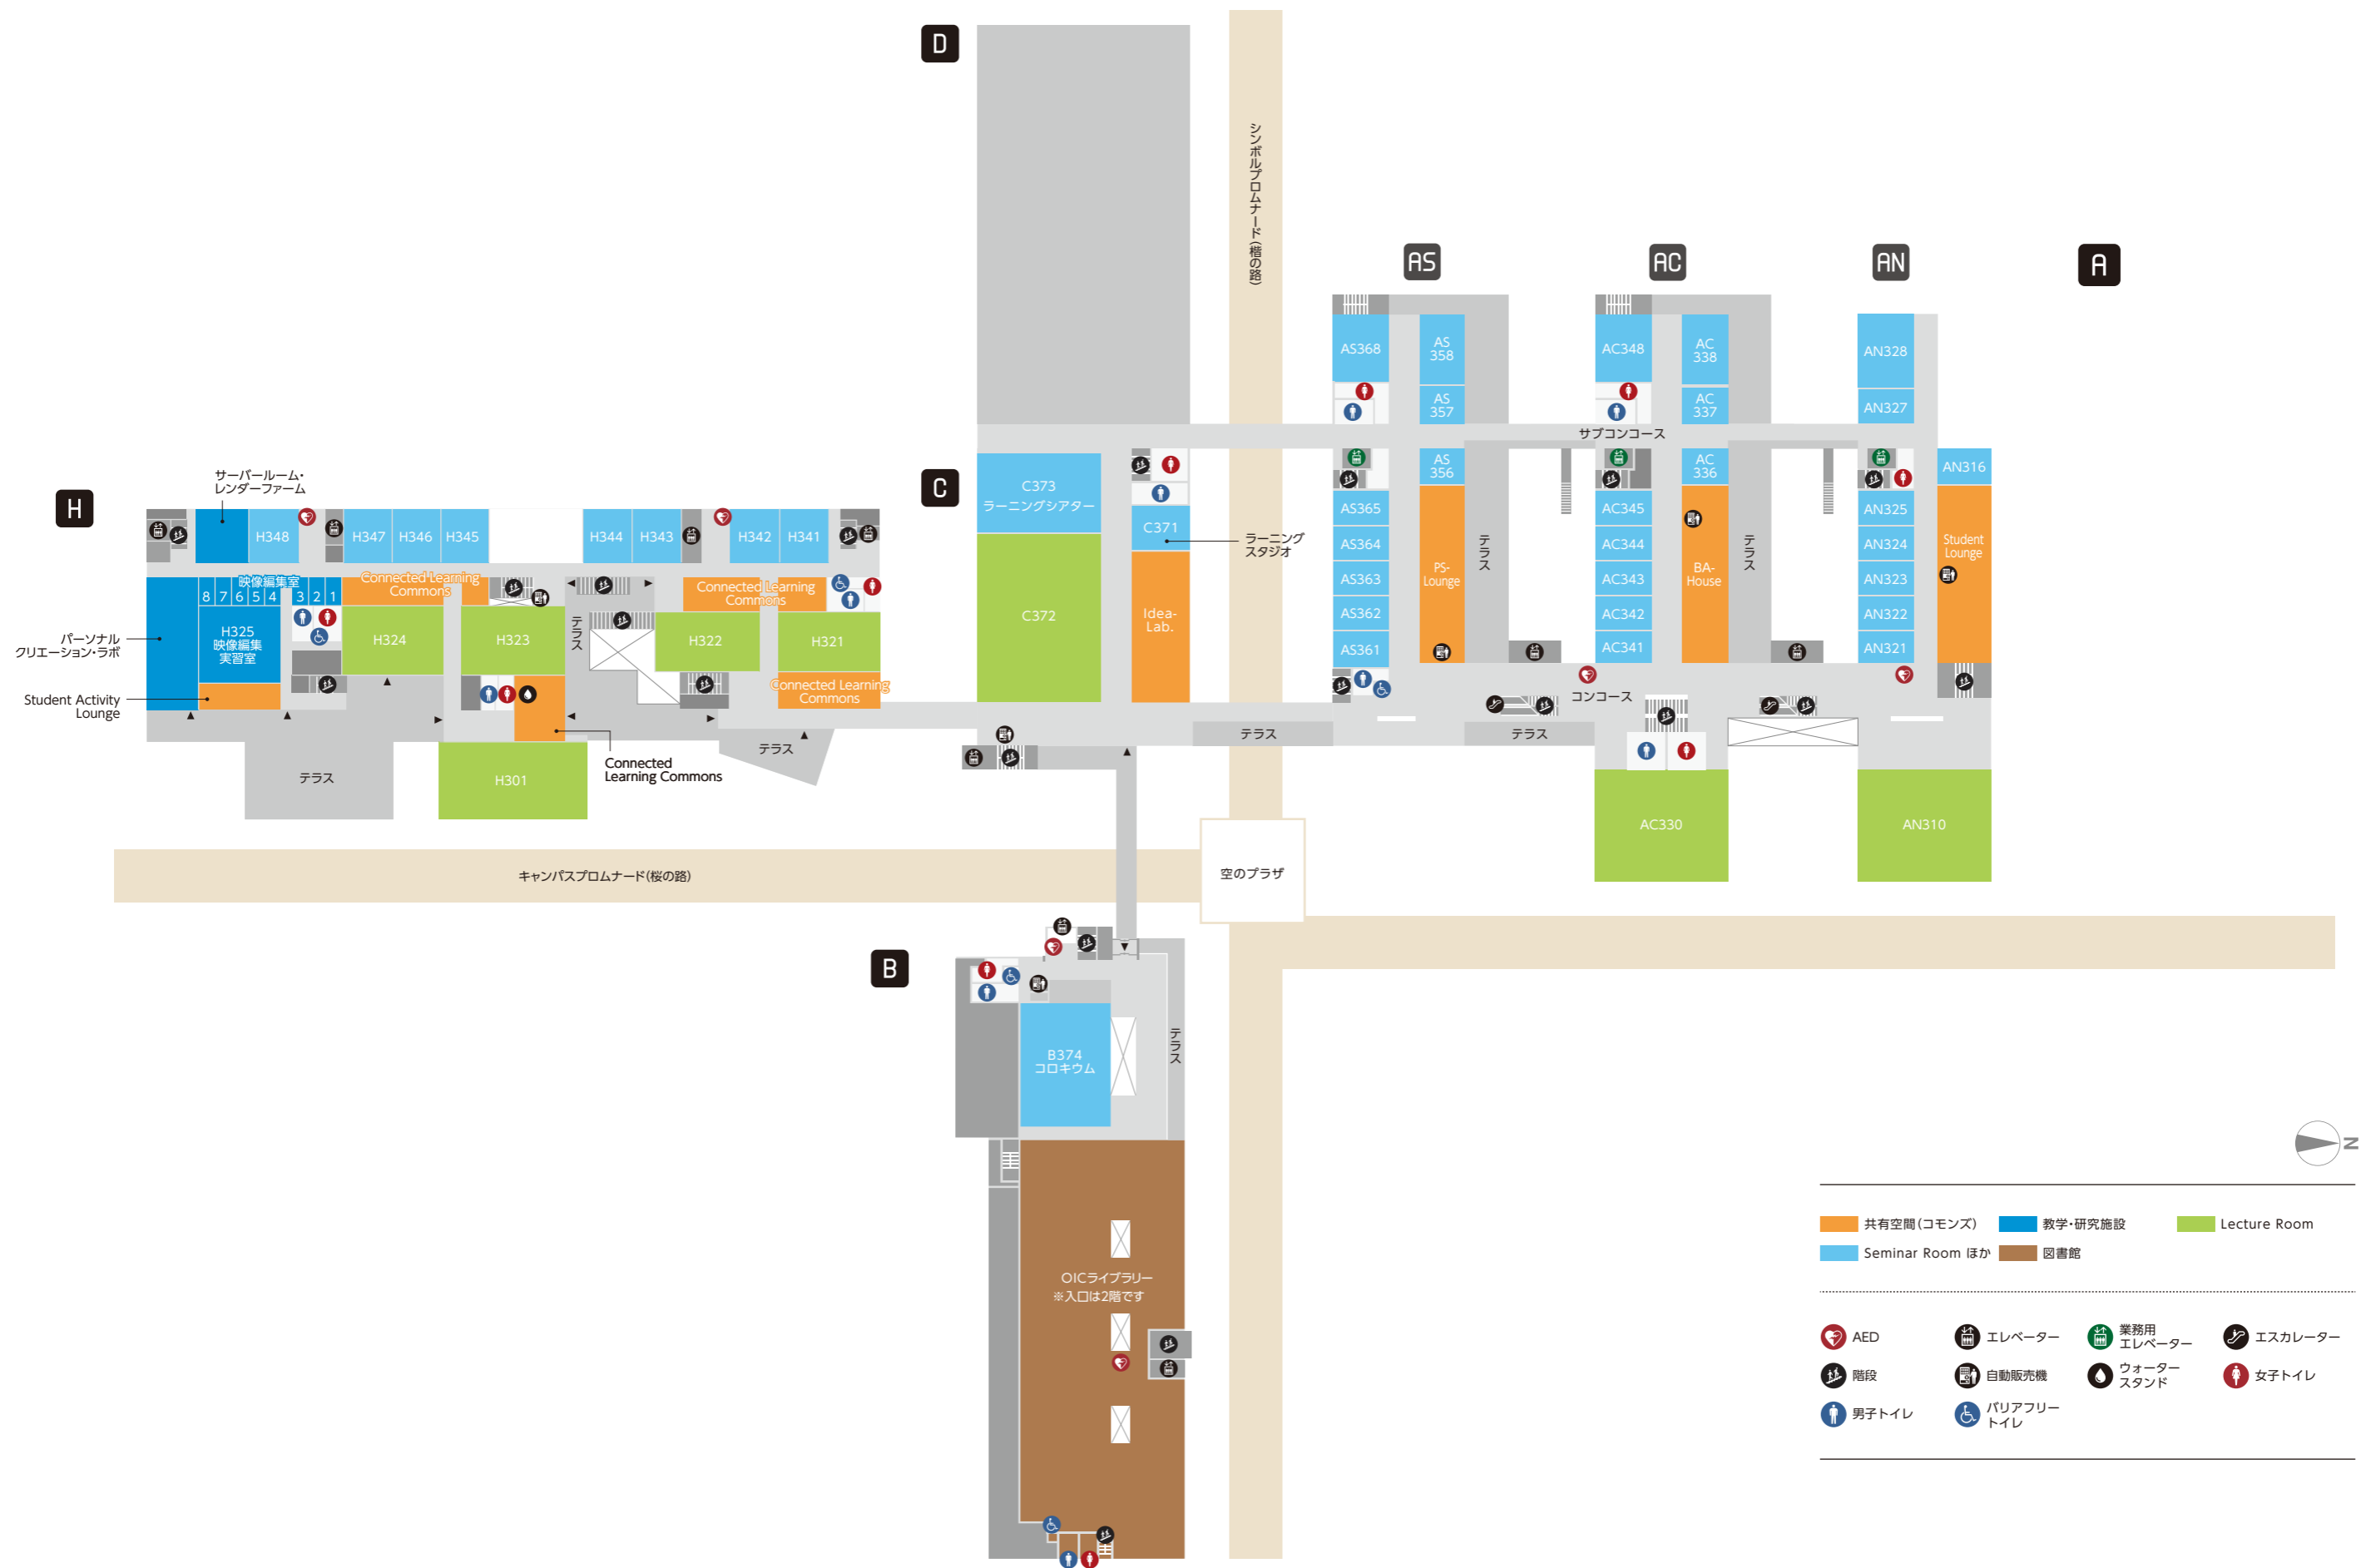 D
シンボルプロムナード(楷の路)
AS
AC
AN
A
AS368
AS
358
AC348
AC
338
AN328
AS
357
AC
337
AN327
サブコンコース
AS
356
AC
336
AN316
H
サーバールーム・
レンダーファーム
C
C373
ラーニングシアター
C371
ラーニング
スタジオ
H348
H347
H346
H345
H344
H343
H342
H341
AS365
AS364
AS363
AS362
AS361
PS-
Lounge
テラス
AC345
AC344
AC343
AC342
AC341
BA-
House
テラス
AN325
AN324
AN323
AN322
AN321
Student
Lounge
映像編集室
8 7 6 5 4 3 2 1
Connected Learning
Commons
Connected Learning
Commons
H325
映像編集
実習室
H324
H323
テラス
H322
H321
C372
Idea-
Lab.
パーソナル
クリエーション・ラボ
Student Activity
Lounge
Connected Learning
Commons
コンコース
テラス
テラス
テラス
テラス
Connected
Learning Commons
H301
AC330
AN310
キャンパスプロムナード(桜の路)
空のプラザ
B
テラス
B374
コロキウム
OICライブラリー
※入口は2階です
N
共有空間(コモンズ)
教学・研究施設
Lecture Room
Seminar Room ほか
図書館
AED
エレベーター
業務用
エレベーター
エスカレーター
階段
自動販売機
ウォーター
スタンド
女子トイレ
男子トイレ
バリアフリー
トイレ